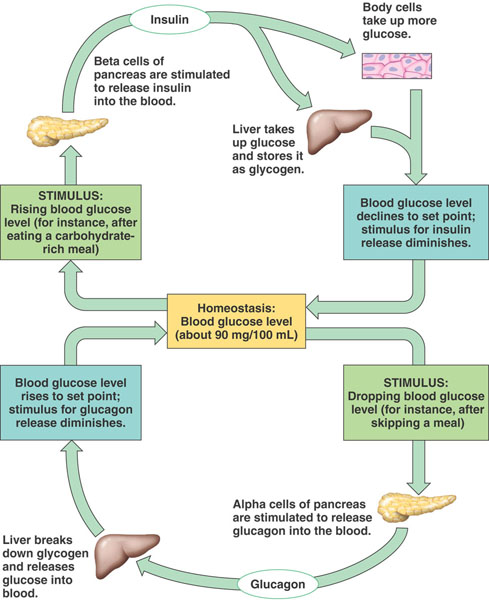 Insulin
Body cells
take up more
glucose.
Beta cells of
pancreas are stimulated
to release insulin
into the blood.
Liver takes
up glucose
and stores it
as glycogen.
STIMULUS:
Rising blood glucose
level (for instance, after
eating a carbohydrate-
rich meal)
Blood glucose level
declines to set point;
stimulus for insulin
release diminishes.
Homeostasis:
Blood glucose level
(about 90 mg/100 mL)
Blood glucose level
rises to set point;
stimulus for glucagon
release diminishes.
STIMULUS:
Dropping blood glucose
level (for instance, after
skipping a meal)
Alpha cells of pancreas
are stimulated to release
glucagon into the blood.
Liver breaks
down glycogen
and releases
glucose into
blood.
Glucagon